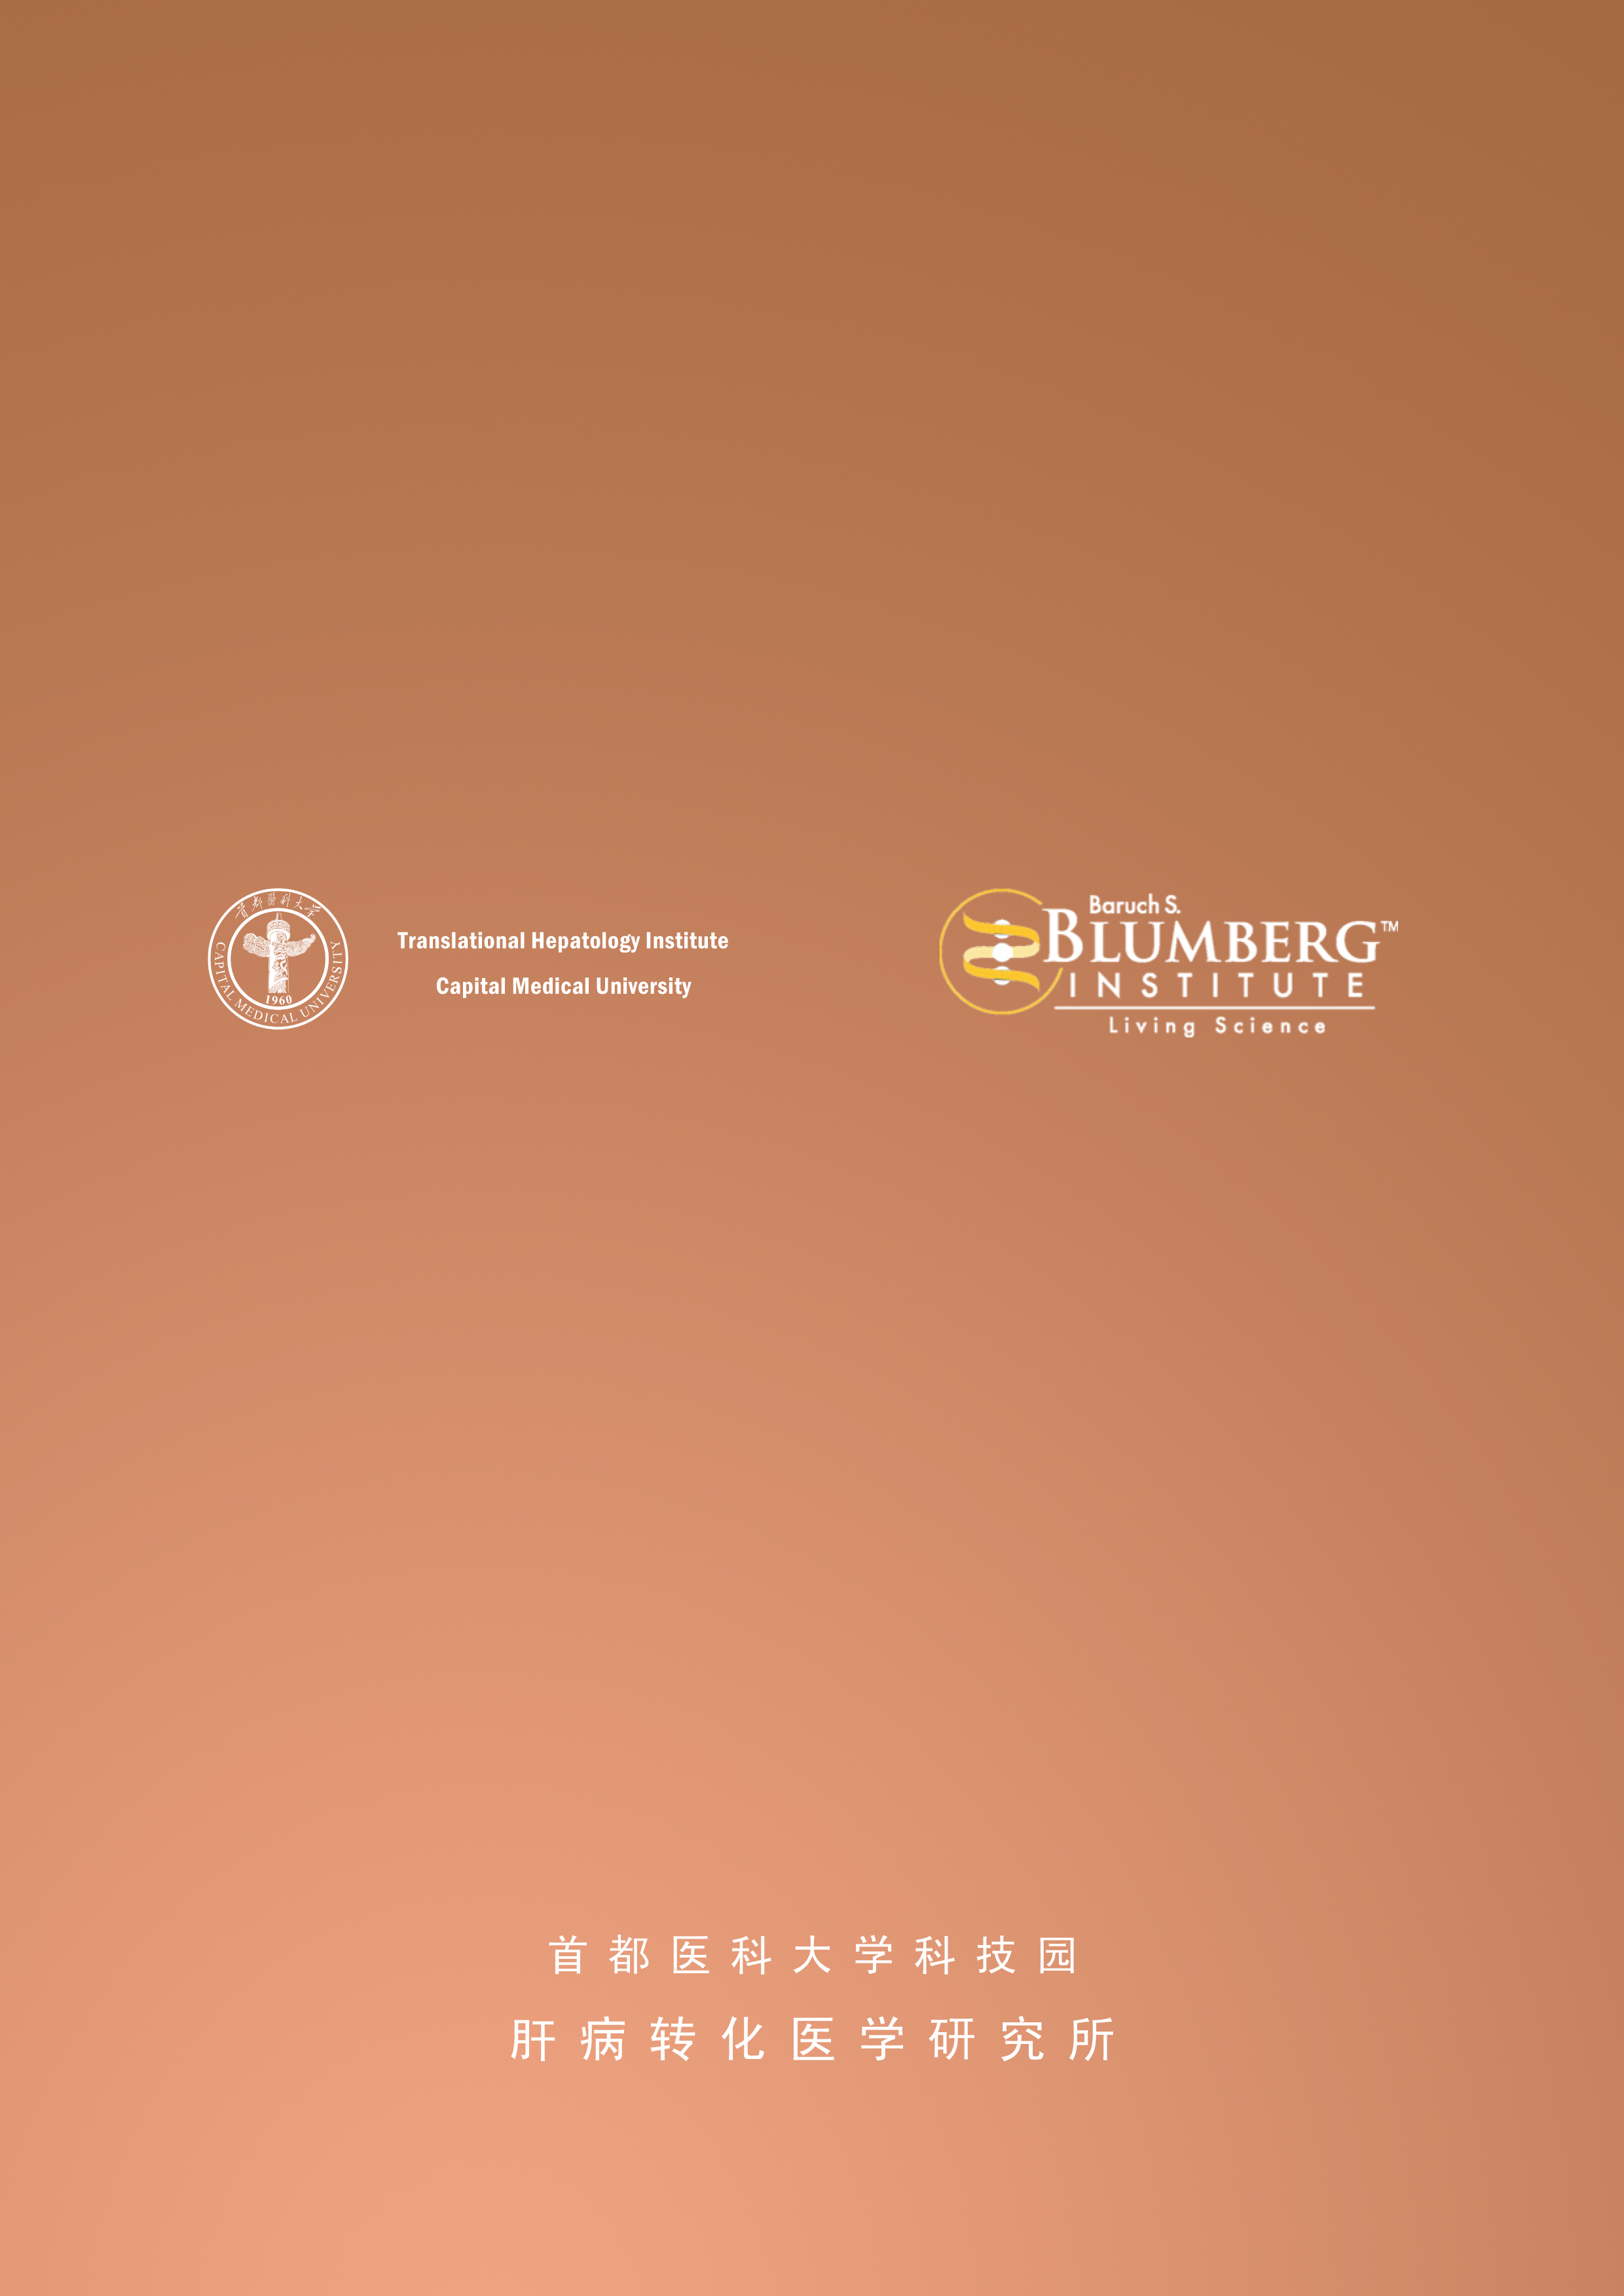 首都醫科大学
CAPITAL MEDICAL UNIVERSITY
1960
Translational Hepatology Institute
Capital Medical University
Baruch S.
BLUMBERG™
INSTITUTE
Living Science
首都医科大学科技园
肝病转化医学研究所